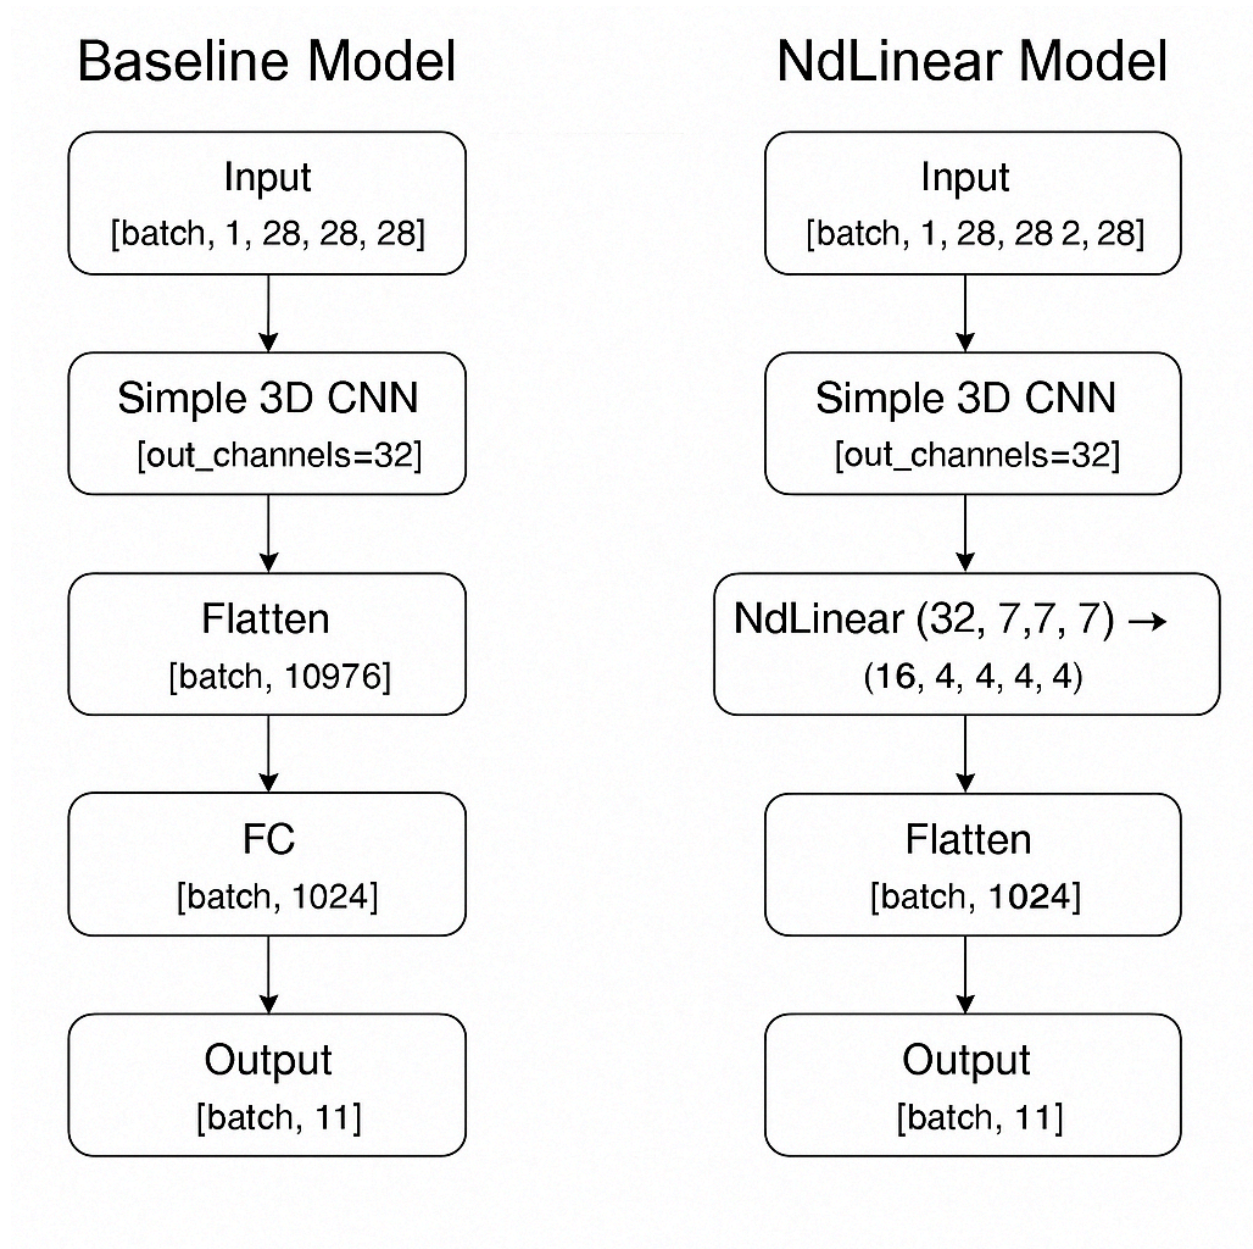 Baseline Model
Input
[batch, 1, 28, 28, 28]
Simple 3D CNN
[out_channels=32]
Flatten
[batch, 10976]
FC
[batch, 1024]
Output
[batch, 11]
NdLinear Model
Input
[batch, 1, 28, 28 2, 28]
Simple 3D CNN
[out_channels=32]
NdLinear (32, 7,7, 7) →
(16, 4, 4, 4, 4)
Flatten
[batch, 1024]
Output
[batch, 11]